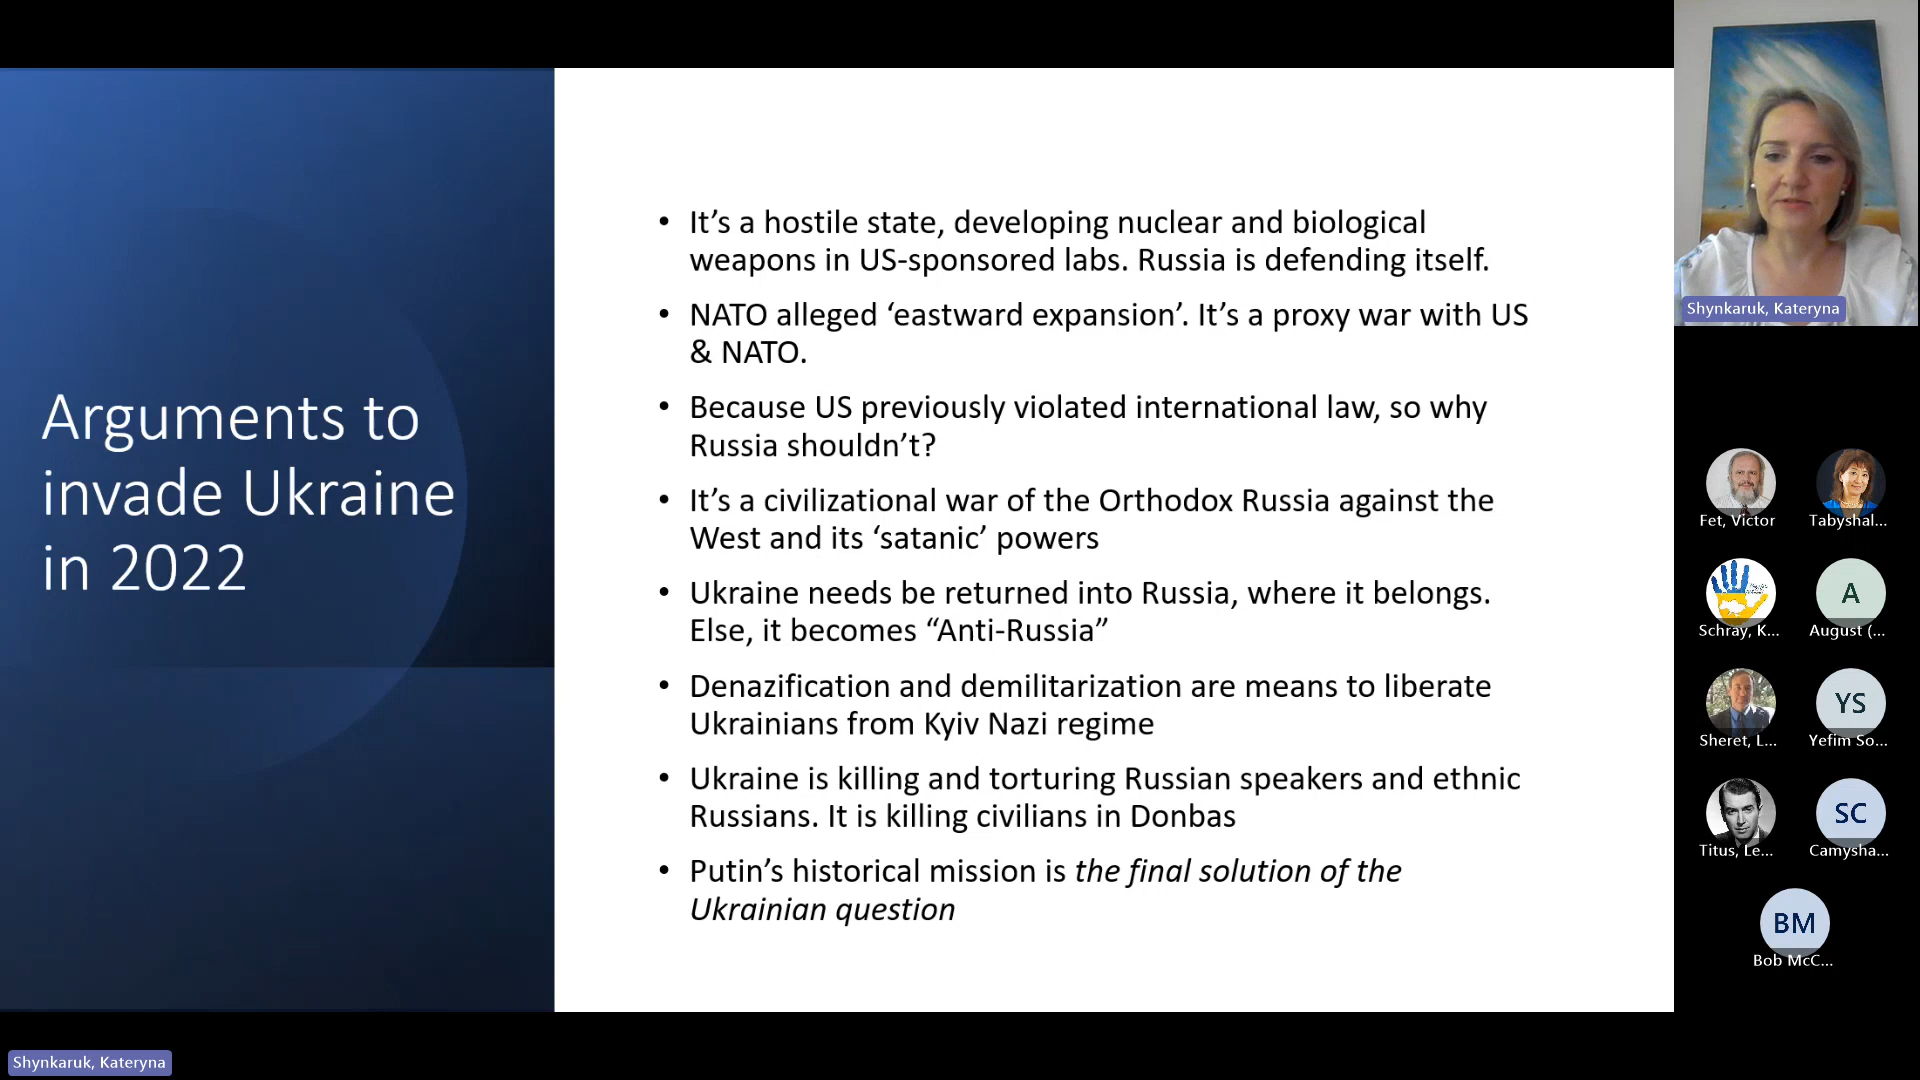 Arguments to
invade Ukraine
in 2022
• It’s a hostile state, developing nuclear and biological
weapons in US-sponsored labs. Russia is defending itself.
• NATO alleged ‘eastward expansion’. It’s a proxy war with US
& NATO.
• Because US previously violated international law, so why
Russia shouldn’t?
• It’s a civilizational war of the Orthodox Russia against the
West and its ‘satanic’ powers
• Ukraine needs be returned into Russia, where it belongs.
Else, it becomes “Anti-Russia”
• Denazification and demilitarization are means to liberate
Ukrainians from Kyiv Nazi regime
• Ukraine is killing and torturing Russian speakers and ethnic
Russians. It is killing civilians in Donbas
• Putin’s historical mission is the final solution of the
Ukrainian question
Shynkaruk, Kateryna
Fet, Victor
Tabyshal...
Schray, K...
A
August (...
Sheret, L...
YS
Yefim So...
Titus, Le...
SC
Camysha...
BM
Bob McC...
Shynkaruk, Kateryna